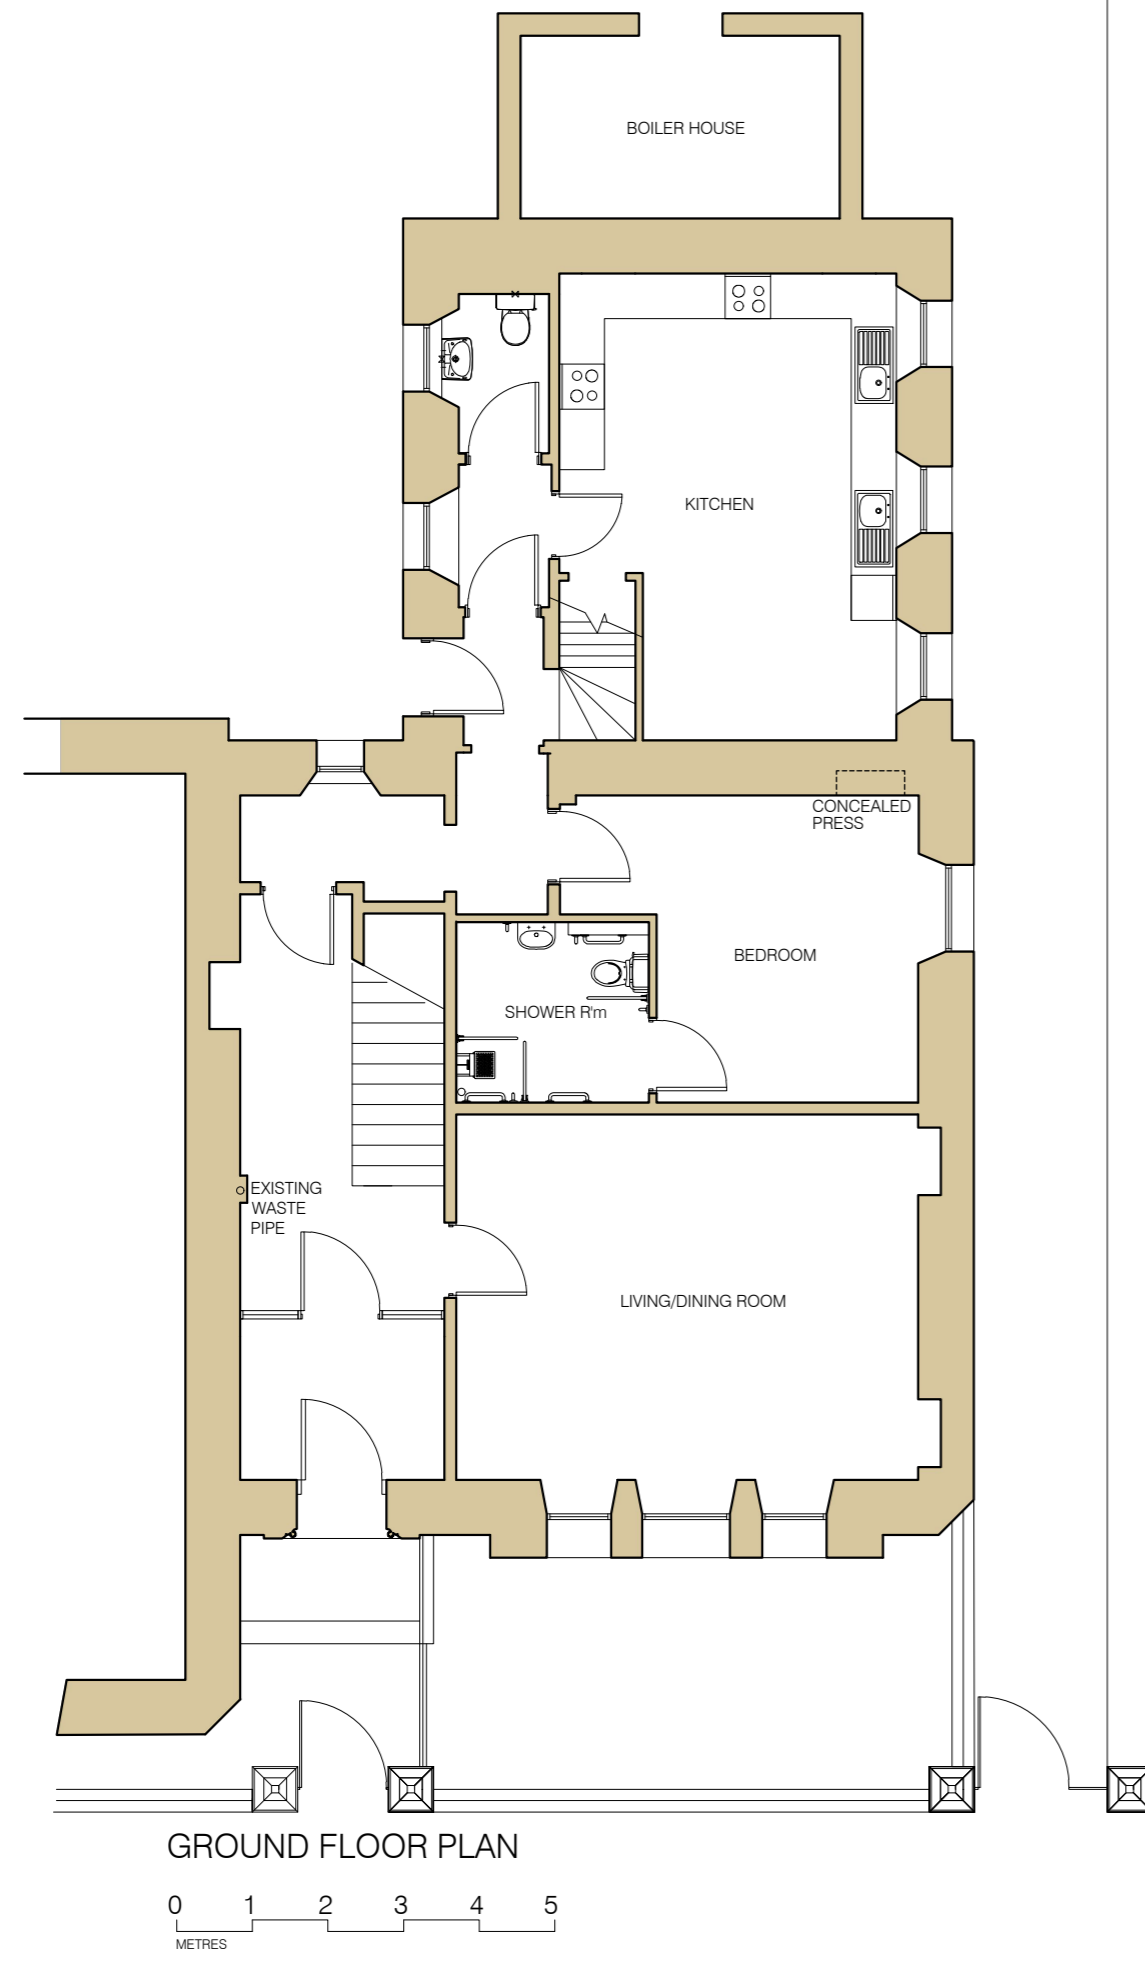 BOILER HOUSE
KITCHEN
CONCEALED
PRESS
BEDROOM
SHOWER R'm
EXISTING
WASTE
PIPE
LIVING/DINING ROOM
GROUND FLOOR PLAN
0 1 2 3 4 5
METRES